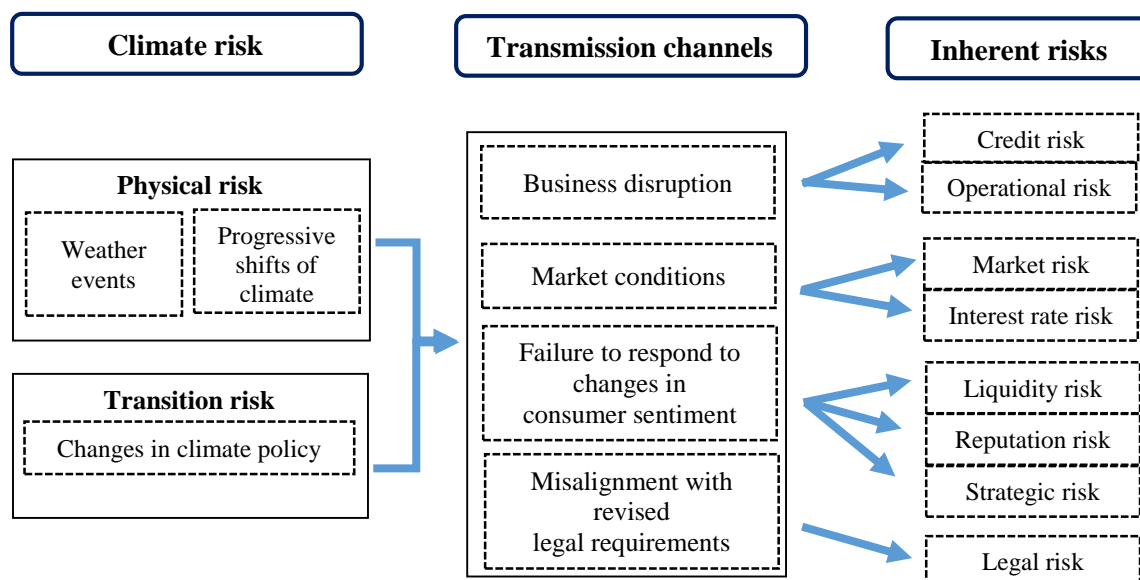 Climate risk
Transmission channels
Inherent risks
Physical risk
Weather
events
Progressive
shifts of
climate
Transition risk
Changes in climate policy
Business disruption
Market conditions
Failure to respond to
changes in
consumer sentiment
Misalignment with
revised
legal requirements
Credit risk
Operational risk
Market risk
Interest rate risk
Liquidity risk
Reputation risk
Strategic risk
Legal risk